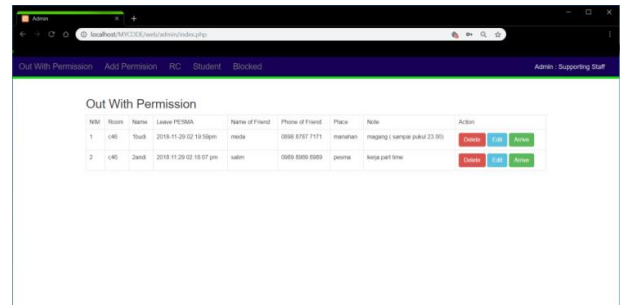 Admin
localhost/MYCODE/web/admin/index.php
Out With Permission Add Permision RC Student Blocked Admin : Supporting Staff
Out With Permission
NIM Room Name Leave PESMA Name of Friend Phone of Friend Place Note Action
1 c46 1budi 2018-11-29 02:19:59pm meda 0898 8787 7171 manahan magang ( sampai pukul 23.00) Delete Edit Arrive
2 c46 2andi 2018 11 29 02 18 07 pm salim 0989 8989 8989 pesma kerja part time Delete Edit Arrive